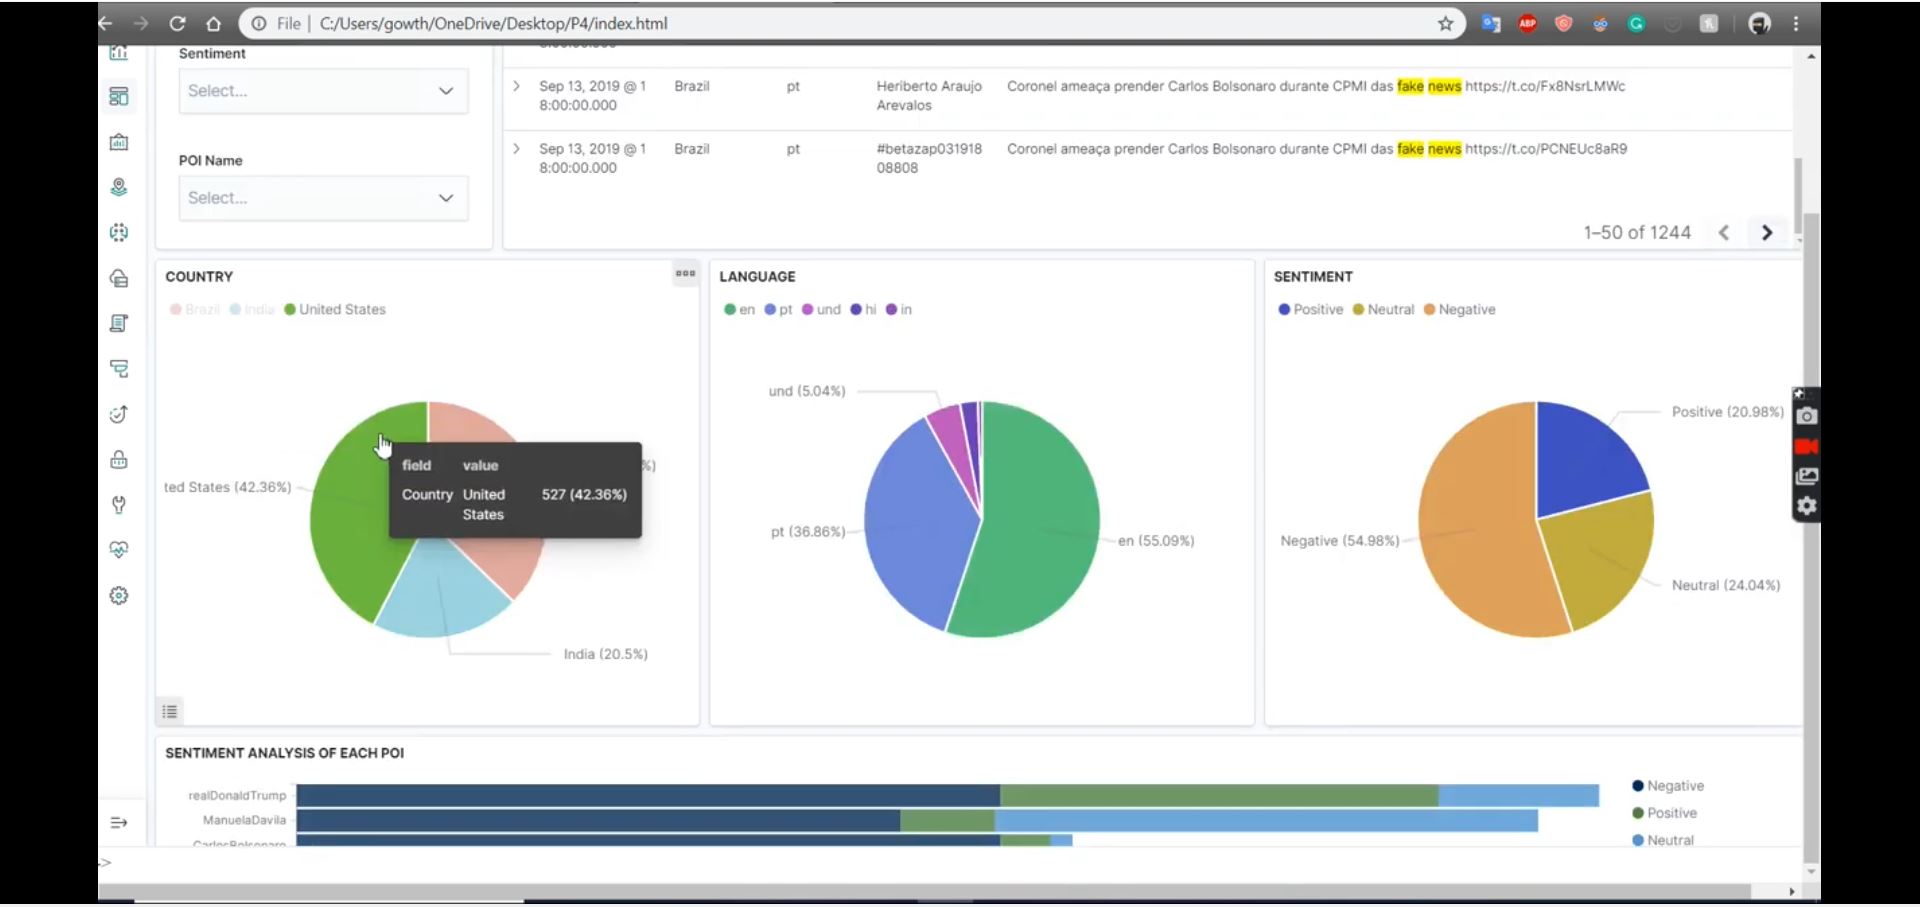 File | C:/Users/gowth/OneDrive/Desktop/P4/index.html
ABP
Sentiment
Select...
POI Name
Select...
Sep 13, 2019 @ 1 Brazil pt Heriberto Araujo Coronel ameaça prender Carlos Bolsonaro durante CPMI das fake news https://t.co/Fx8NsrLMWc
8:00:00.000 Arevalos
Sep 13, 2019 @ 1 Brazil pt #betazap031918 Coronel ameaça prender Carlos Bolsonaro durante CPMI das fake news https://t.co/PCNEUc8aR9
8:00:00.000 08808
1–50 of 1244
COUNTRY
Brazil India United States
ted States (42.36%)
field value
Country United 527 (42.36%)
States
%)
India (20.5%)
LANGUAGE
en pt und hi in
und (5.04%)
pt (36.86%)
en (55.09%)
SENTIMENT
Positive Neutral Negative
Positive (20.98%)
Negative (54.98%)
Neutral (24.04%)
SENTIMENT ANALYSIS OF EACH POI
realDonaldTrump
ManuelaDavila
CarlosBolsonaro
Negative
Positive
Neutral
-->